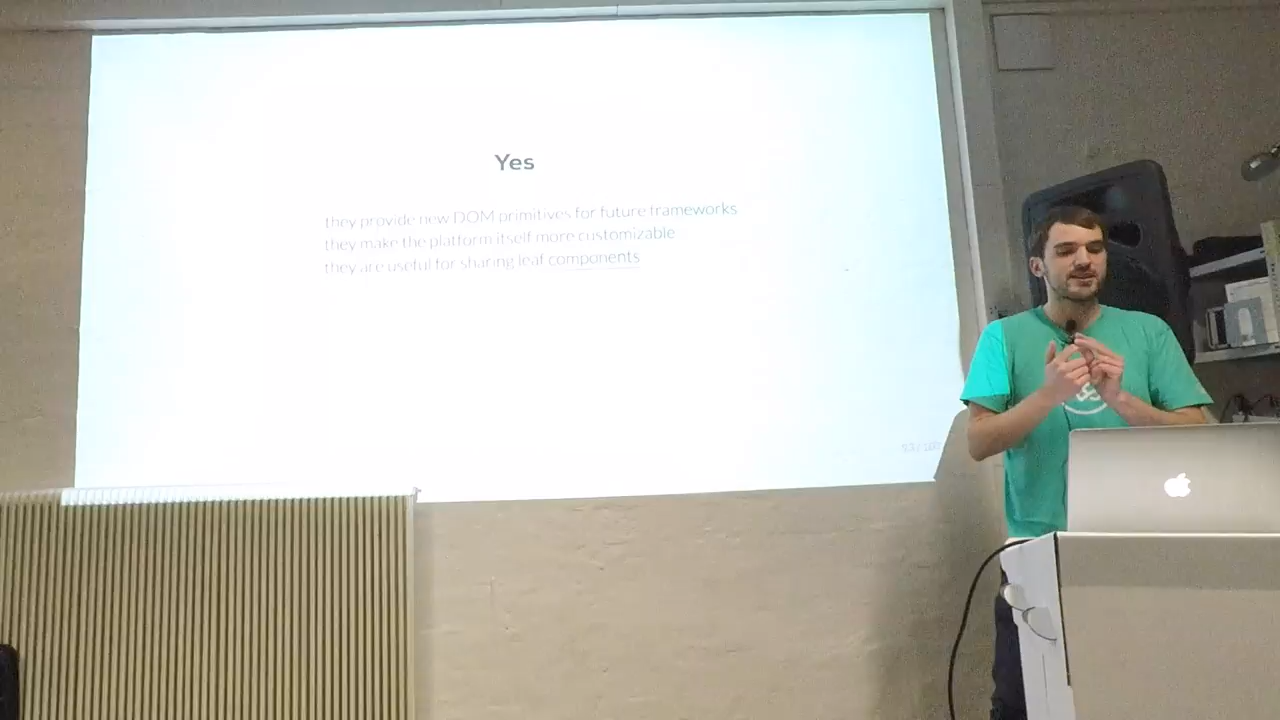 Yes
they provide new DOM primitives for future frameworks
they make the platform itself more customizable
they are useful for sharing leaf components